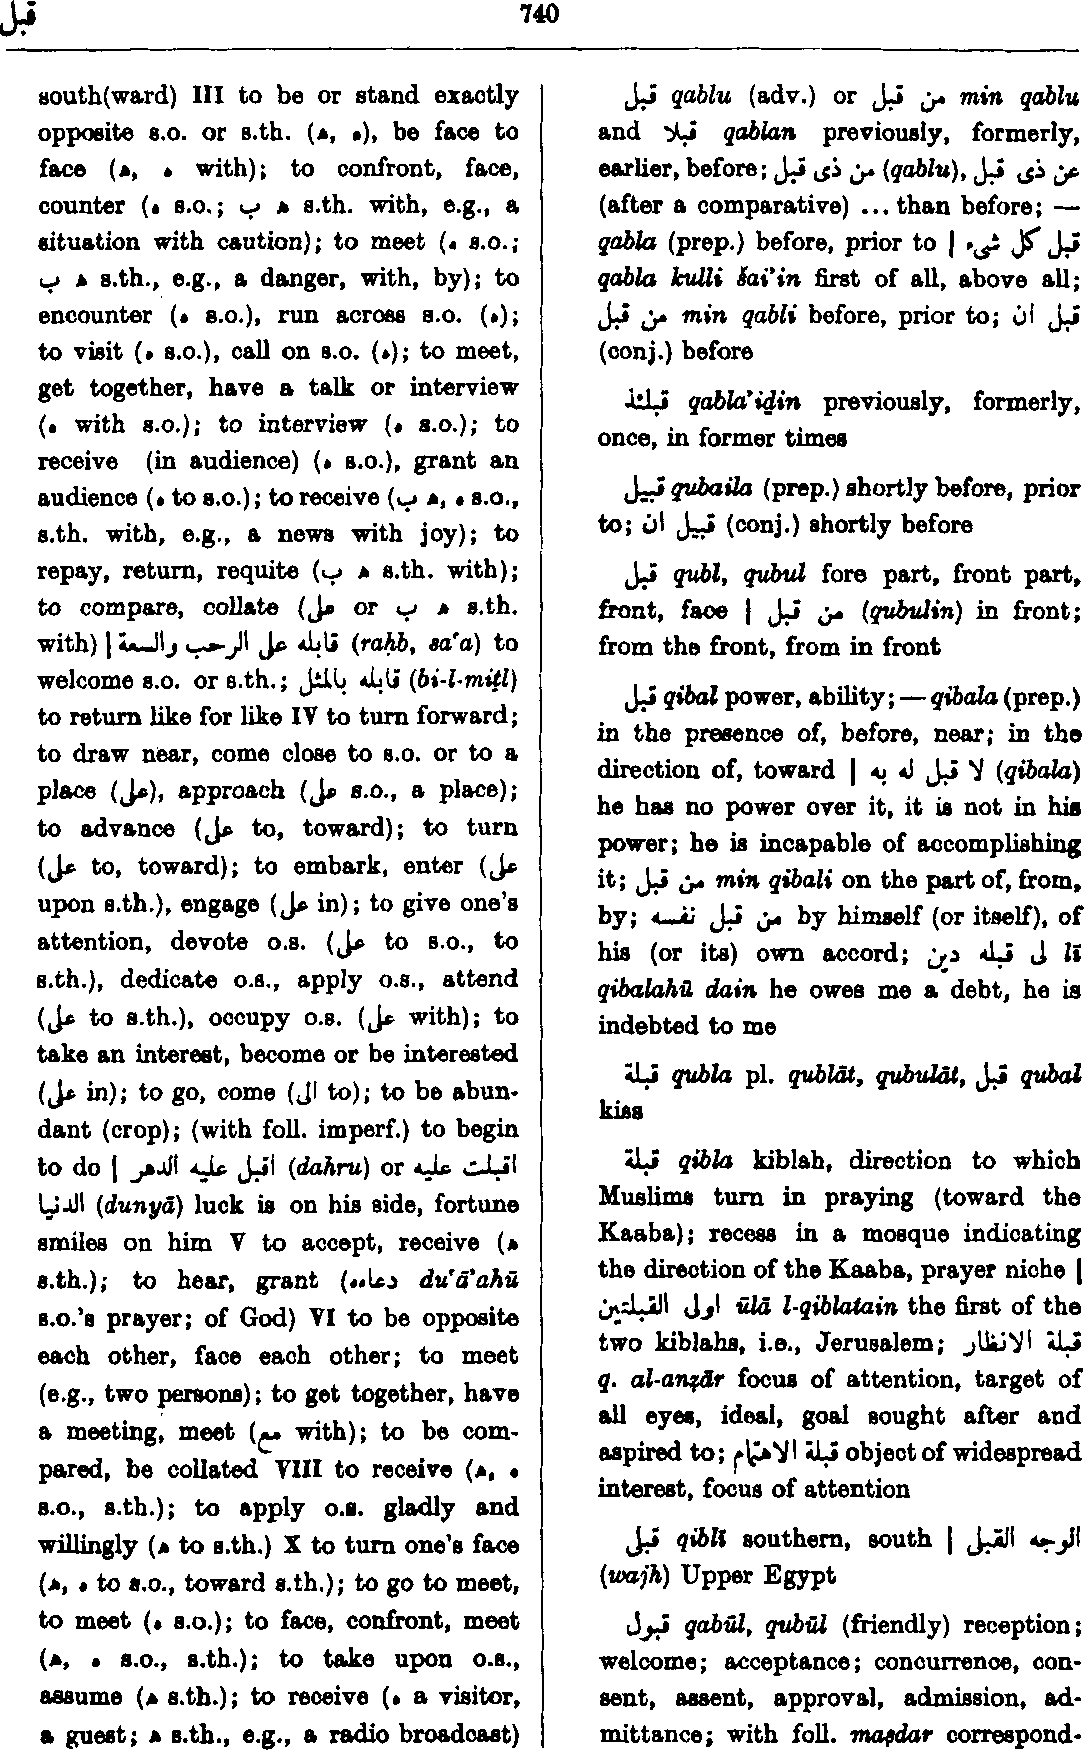 قبل
740
south(ward) III to be or stand exactly
opposite s.o. or s.th. (ه, ه), be face to
face (ه, ه with); to confront, face,
counter (ه s.o.; ه ب s.th. with, e.g., a
situation with caution); to meet (ه s.o.;
ه ب s.th., e.g., a danger, with, by); to
encounter (ه s.o.), run across s.o. (ه);
to visit (ه s.o.), call on s.o. (ه); to meet,
get together, have a talk or interview
(ه with s.o.); to interview (ه s.o.); to
receive (in audience) (ه s.o.), grant an
audience (ه to s.o.); to receive (ه, ه ب s.o.,
s.th. with, e.g., a news with joy); to
repay, return, requite (ه ب s.th. with);
to compare, collate (ه ب or على s.th.
with) | قابله على الرحب والسعة (raḥb, sa‘a) to
welcome s.o. or s.th.; قابله بالمثل (bi-l-miṯl)
to return like for like IV to turn forward;
to draw near, come close to s.o. or to a
place (على), approach (على s.o., a place);
to advance (على to, toward); to turn
(على to, toward); to embark, enter (على
upon s.th.), engage (على in); to give one's
attention, devote o.s. (على to s.o., to
s.th.), dedicate o.s., apply o.s., attend
(على to s.th.), occupy o.s. (على with); to
take an interest, become or be interested
(على in); to go, come (الى to); to be abun-
dant (crop); (with foll. imperf.) to begin
to do | اقبل عليه الدهر (dahru) or اقبلت عليه
الدنيا (dunyā) luck is on his side, fortune
smiles on him V to accept, receive (ه
s.th.); to hear, grant (دعاءه du‘ā’ahū
s.o.'s prayer; of God) VI to be opposite
each other, face each other; to meet
(e.g., two persons); to get together, have
a meeting, meet (مع with); to be com-
pared, be collated VIII to receive (ه, ه
s.o., s.th.); to apply o.s. gladly and
willingly (ه to s.th.) X to turn one's face
(ه, ه to s.o., toward s.th.); to go to meet,
to meet (ه s.o.); to face, confront, meet
(ه, ه s.o., s.th.); to take upon o.s.,
assume (ه s.th.); to receive (ه a visitor,
a guest; ه s.th., e.g., a radio broadcast)
قبل qablu (adv.) or من قبل min qablu
and قبلا qablan previously, formerly,
earlier, before; من ذى قبل (qablu), عن ذى قبل
(after a comparative) ... than before; —
qabla (prep.) before, prior to | قبل كل شىء
qabla kulli šai’in first of all, above all;
من قبل min qabli before, prior to; قبل ان
(conj.) before
قبلئذ qabla’iḏin previously, formerly,
once, in former times
قبيل qubaila (prep.) shortly before, prior
to; قبيل ان (conj.) shortly before
قبل qubl, qubul fore part, front part,
front, face | من قبل (qubulin) in front;
from the front, from in front
قبل qibal power, ability; — qibala (prep.)
in the presence of, before, near; in the
direction of, toward | لا قبل له به (qibala)
he has no power over it, it is not in his
power; he is incapable of accomplishing
it; من قبل min qibali on the part of, from,
by; من قبل نفسه by himself (or itself), of
his (or its) own accord; لى قبله دين lī
qibalahū dain he owes me a debt, he is
indebted to me
قبلة qubla pl. qublāt, qubulāt, قبل qubal
kiss
قبلة qibla kiblah, direction to which
Muslims turn in praying (toward the
Kaaba); recess in a mosque indicating
the direction of the Kaaba, prayer niche |
اولى القبلتين ūlā l-qiblatain the first of the
two kiblahs, i.e., Jerusalem; قبلة الانظار
q. al-anẓār focus of attention, target of
all eyes, ideal, goal sought after and
aspired to; قبلة الاهتمام object of widespread
interest, focus of attention
قبلى qiblī southern, south | الوجه القبلى
(wajh) Upper Egypt
قبول qabūl, qubūl (friendly) reception;
welcome; acceptance; concurrence, con-
sent, assent, approval, admission, ad-
mittance; with foll. maṣdar correspond-